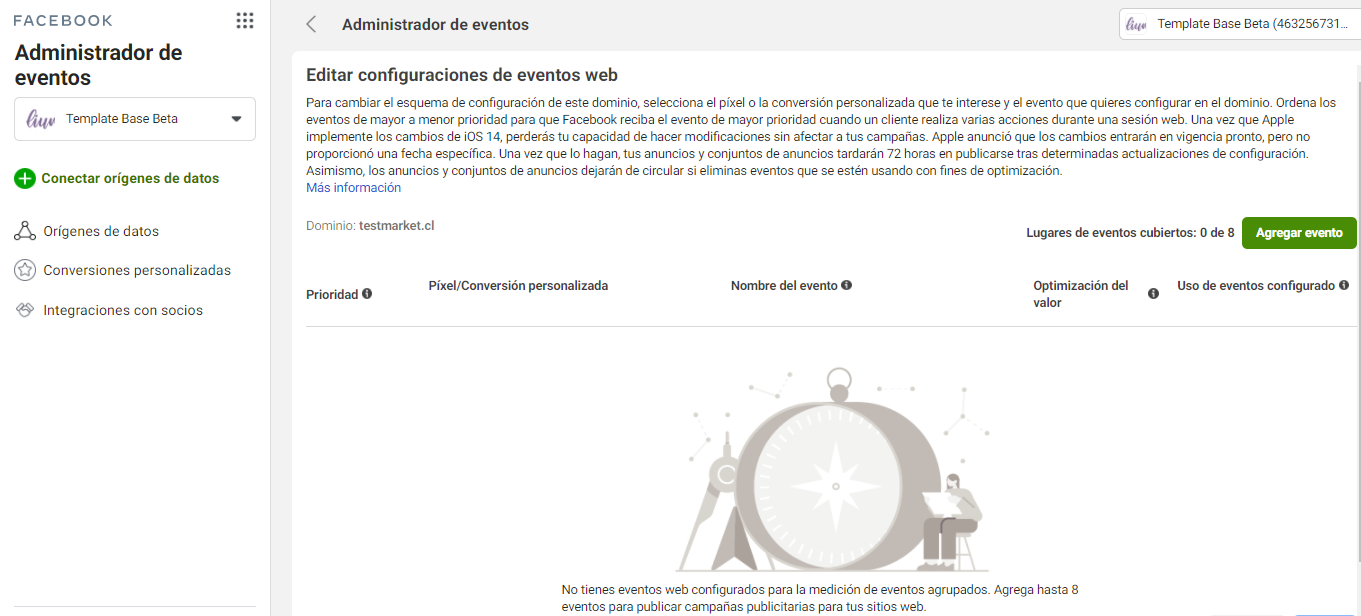 FACEBOOK
Administrador de
eventos
liuv
Template Base Beta
Conectar orígenes de datos
Orígenes de datos
Conversiones personalizadas
Integraciones con socios
Administrador de eventos
liuv
Template Base Beta (463256731...
Editar configuraciones de eventos web
Para cambiar el esquema de configuración de este dominio, selecciona el píxel o la conversión personalizada que te interese y el evento que quieres configurar en el dominio. Ordena los
eventos de mayor a menor prioridad para que Facebook reciba el evento de mayor prioridad cuando un cliente realiza varias acciones durante una sesión web. Una vez que Apple
implemente los cambios de iOS 14, perderás tu capacidad de hacer modificaciones sin afectar a tus campañas. Apple anunció que los cambios entrarán en vigencia pronto, pero no
proporcionó una fecha específica. Una vez que lo hagan, tus anuncios y conjuntos de anuncios tardarán 72 horas en publicarse tras determinadas actualizaciones de configuración.
Asimismo, los anuncios y conjuntos de anuncios dejarán de circular si eliminas eventos que se estén usando con fines de optimización.
Más información
Dominio: testmarket.cl
Lugares de eventos cubiertos: 0 de 8
Agregar evento
Prioridad
Píxel/Conversión personalizada
Nombre del evento
Optimización del
valor
Uso de eventos configurado
No tienes eventos web configurados para la medición de eventos agrupados. Agrega hasta 8
eventos para publicar campañas publicitarias para tus sitios web.